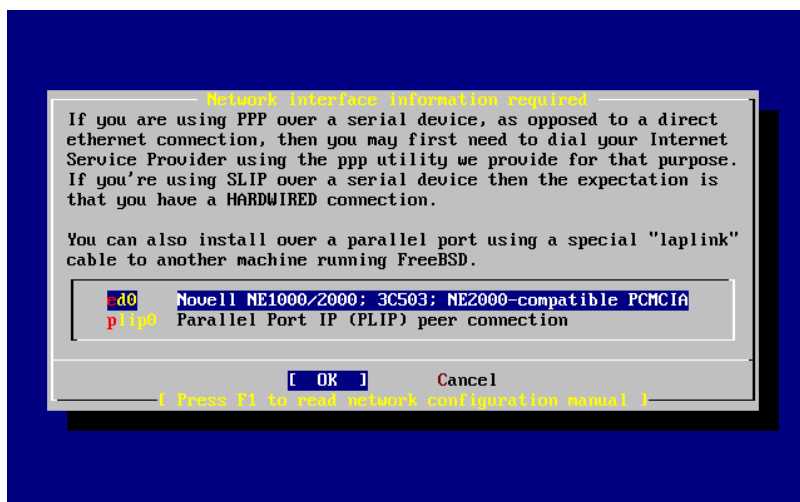 Network interface information required
If you are using PPP over a serial device, as opposed to a direct
ethernet connection, then you may first need to dial your Internet
Service Provider using the ppp utility we provide for that purpose.
If you're using SLIP over a serial device then the expectation is
that you have a HARDWIRED connection.
You can also install over a parallel port using a special "laplink"
cable to another machine running FreeBSD.
ed0 Novell NE1000/2000; 3C503; NE2000-compatible PCMCIA
plip0 Parallel Port IP (PLIP) peer connection
[ OK ] Cancel
[ Press F1 to read network configuration manual ]